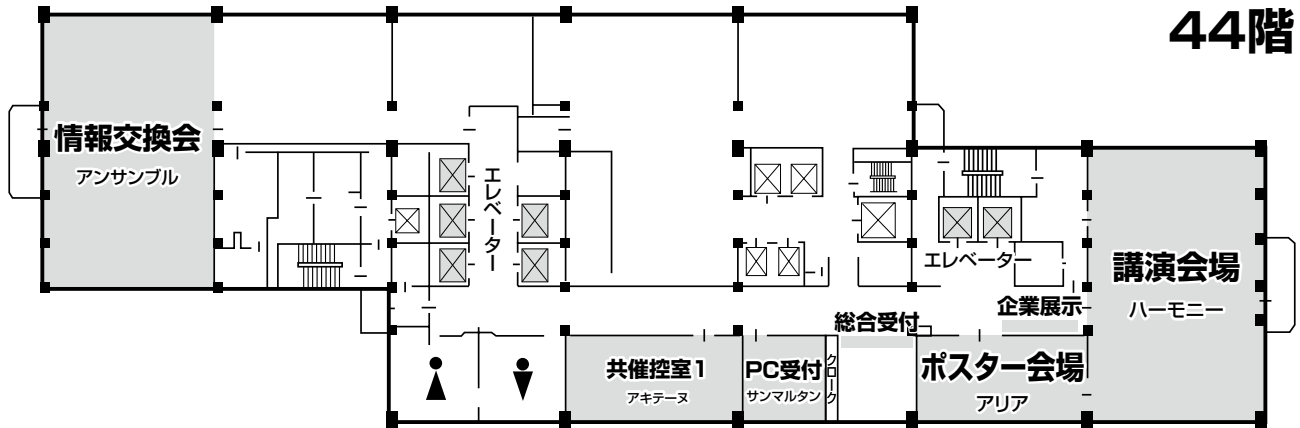 44階
情報交換会
アンサンブル
エレベーター
エレベーター
講演会場
ハーモニー
企業展示
総合受付
共催控室1
アキテーヌ
PC受付
サンマルタン
クローク
ポスター会場
アリア